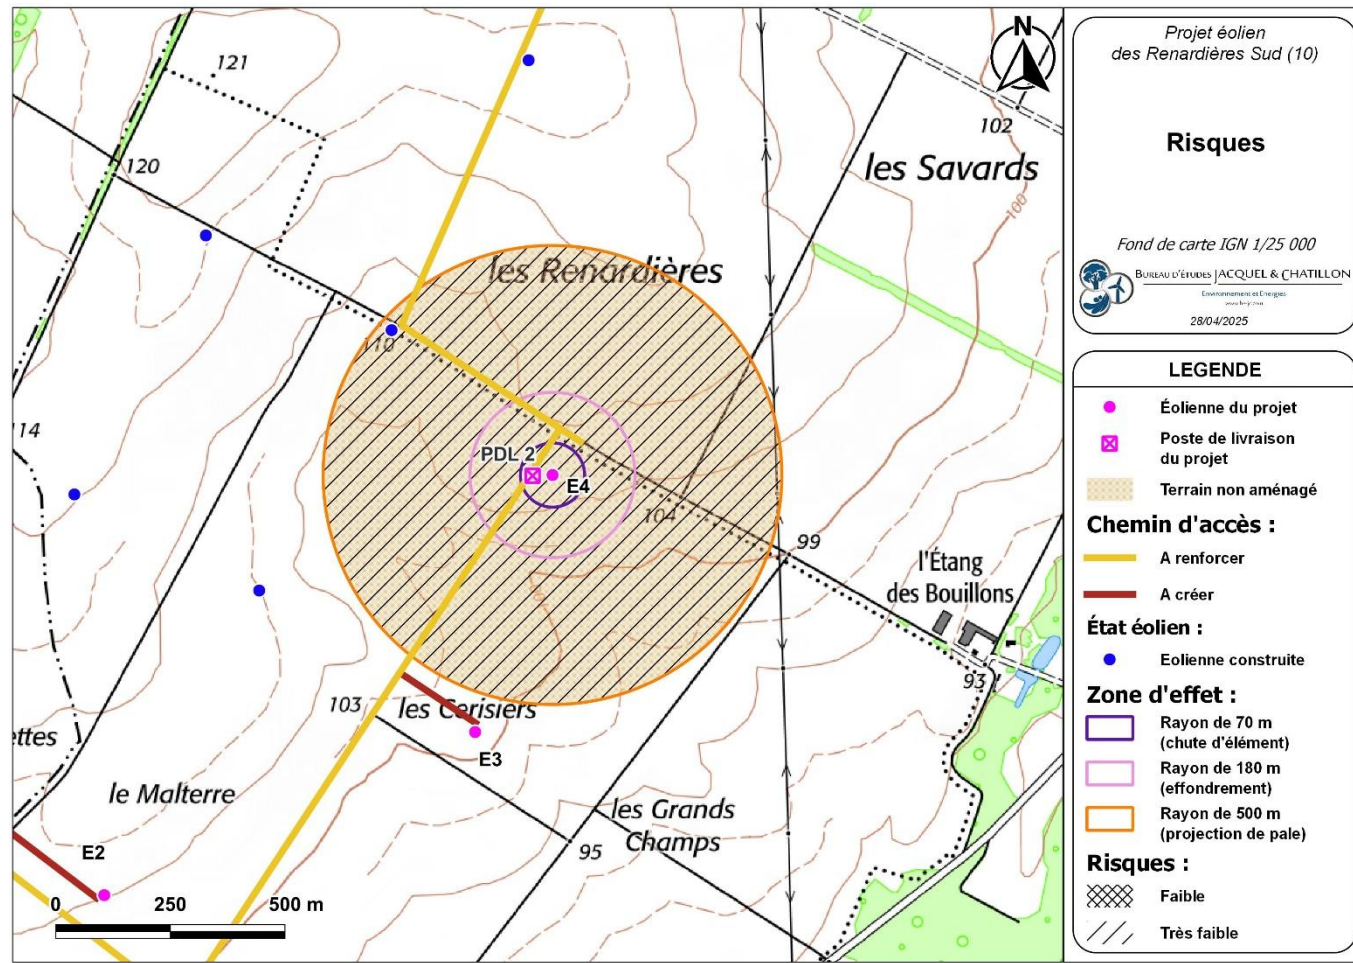 121
120
les Renardières
110
114
PDL 2
E4
104
99
l'Étang
des Bouillons
93
102
les Savards
100
N
103
les Cerisiers
E3
ettes
le Malterre
les Grands
Champs
95
E2
0 250 500 m
Projet éolien
des Renardières Sud (10)
Risques
Fond de carte IGN 1/25 000
BUREAU D'ÉTUDES JACQUEL & CHATILLON
Environnement et Energies
28/04/2025
LEGENDE
Éolienne du projet
Poste de livraison
du projet
Terrain non aménagé
Chemin d'accès :
A renforcer
A créer
État éolien :
Eolienne construite
Zone d'effet :
Rayon de 70 m
(chute d'élément)
Rayon de 180 m
(effondrement)
Rayon de 500 m
(projection de pale)
Risques :
Faible
Très faible